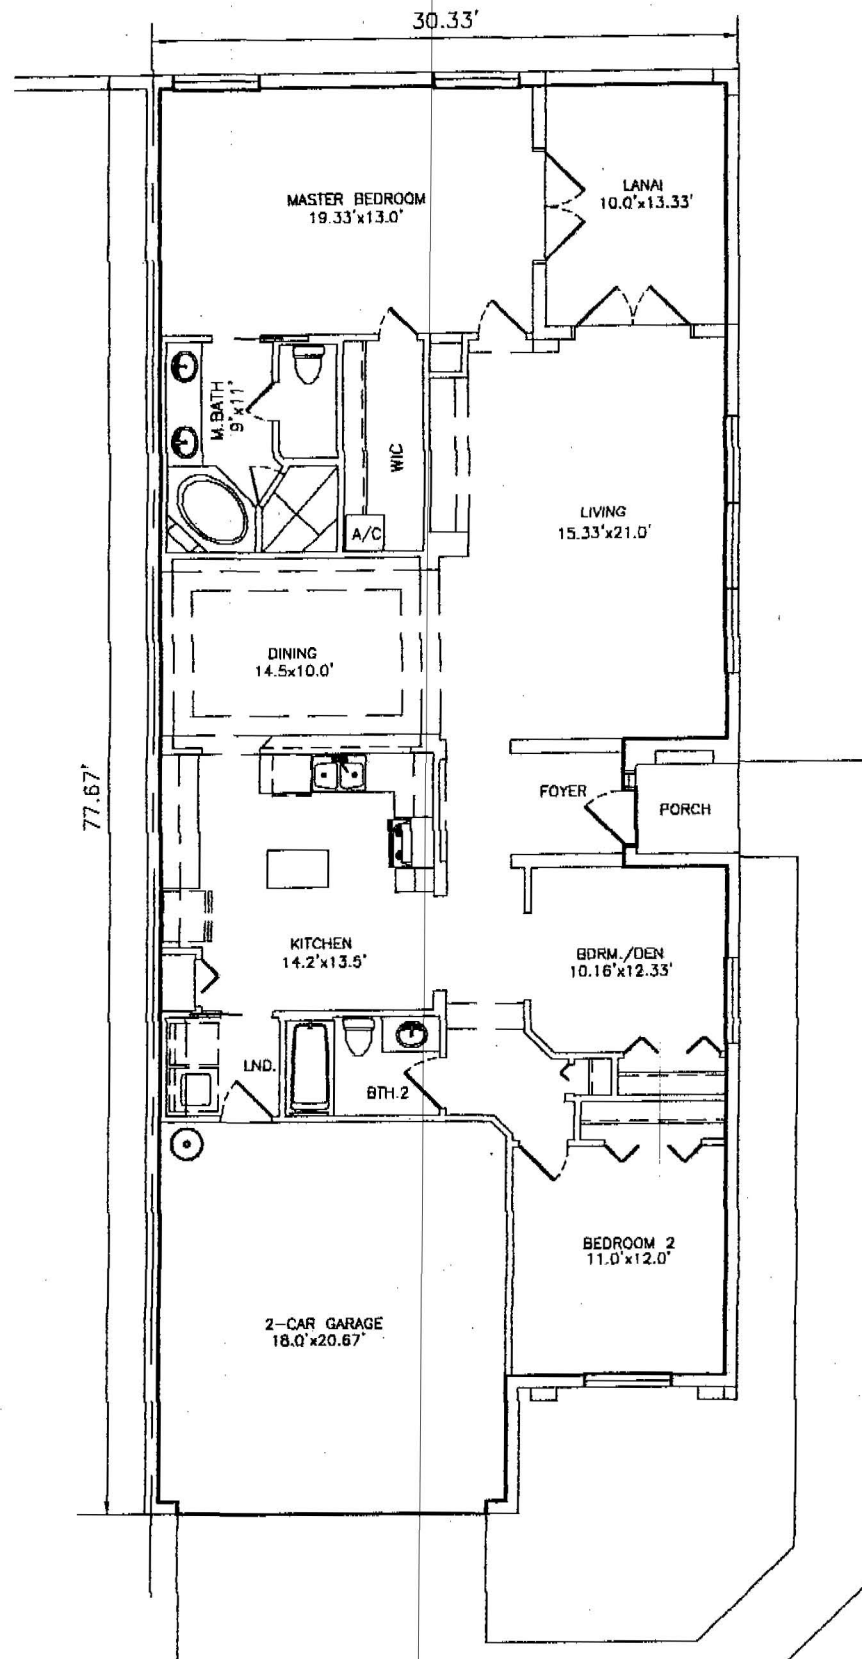 30.33'
MASTER BEDROOM
19.33'x13.0'
LANAI
10.0'x13.33'
M.BATH
9'x11'
WIC
A/C
LIVING
15.33'x21.0'
DINING
14.5x10.0'
77.67'
FOYER
PORCH
KITCHEN
14.2'x13.5'
BDRM./DEN
10.16'x12.33'
LND.
BTH.2
BEDROOM 2
11.0'x12.0'
2-CAR GARAGE
18.0'x20.67'